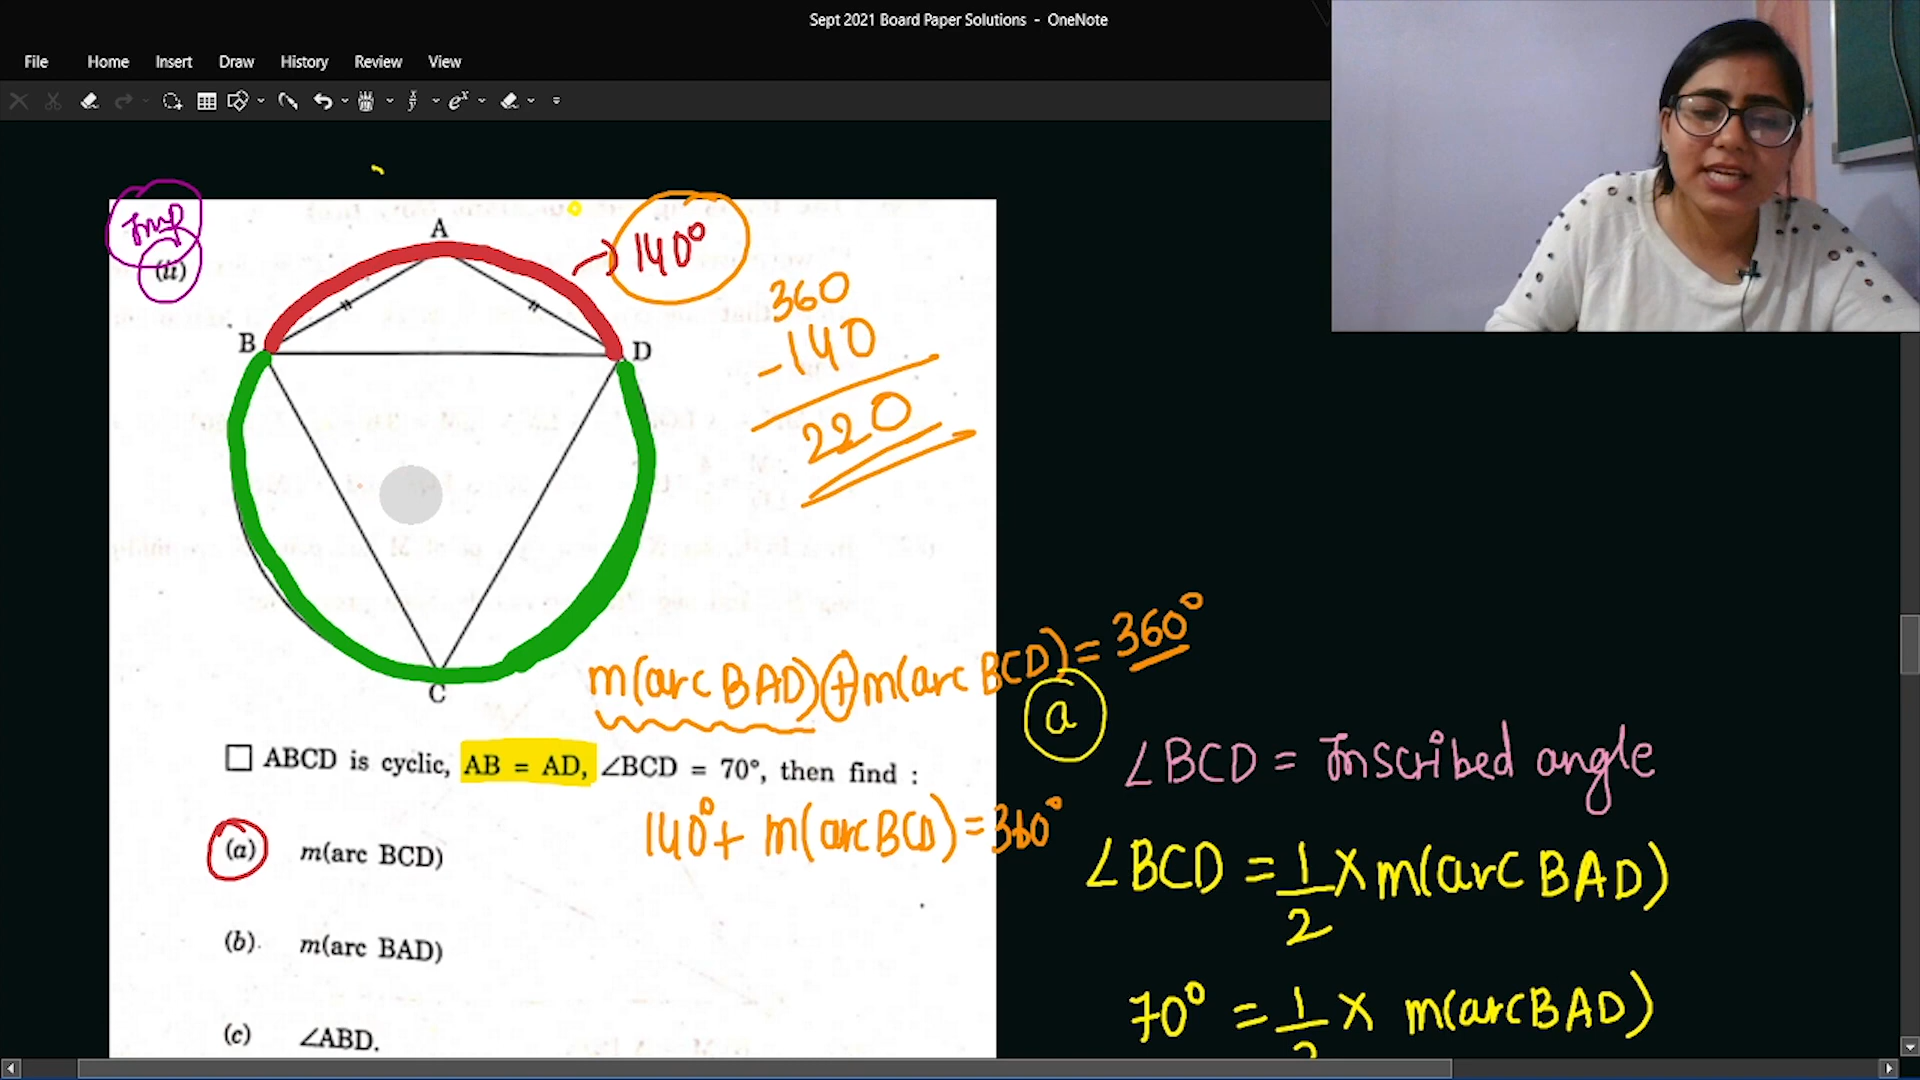 Sept 2021 Board Paper Solutions - OneNote
File Home Insert Draw History Review View
Imp
(ii)
A
140°
360
-140
220
B
D
C
m(arc BAD) + m(arc BCD) = 360°
a
∠BCD = Inscribed angle
□ ABCD is cyclic, AB = AD, ∠BCD = 70°, then find :
140° + m(arc BCD) = 360°
(a) m(arc BCD)
∠BCD = 1/2 × m(arc BAD)
(b) m(arc BAD)
70° = 1/2 × m(arc BAD)
(c) ∠ABD.